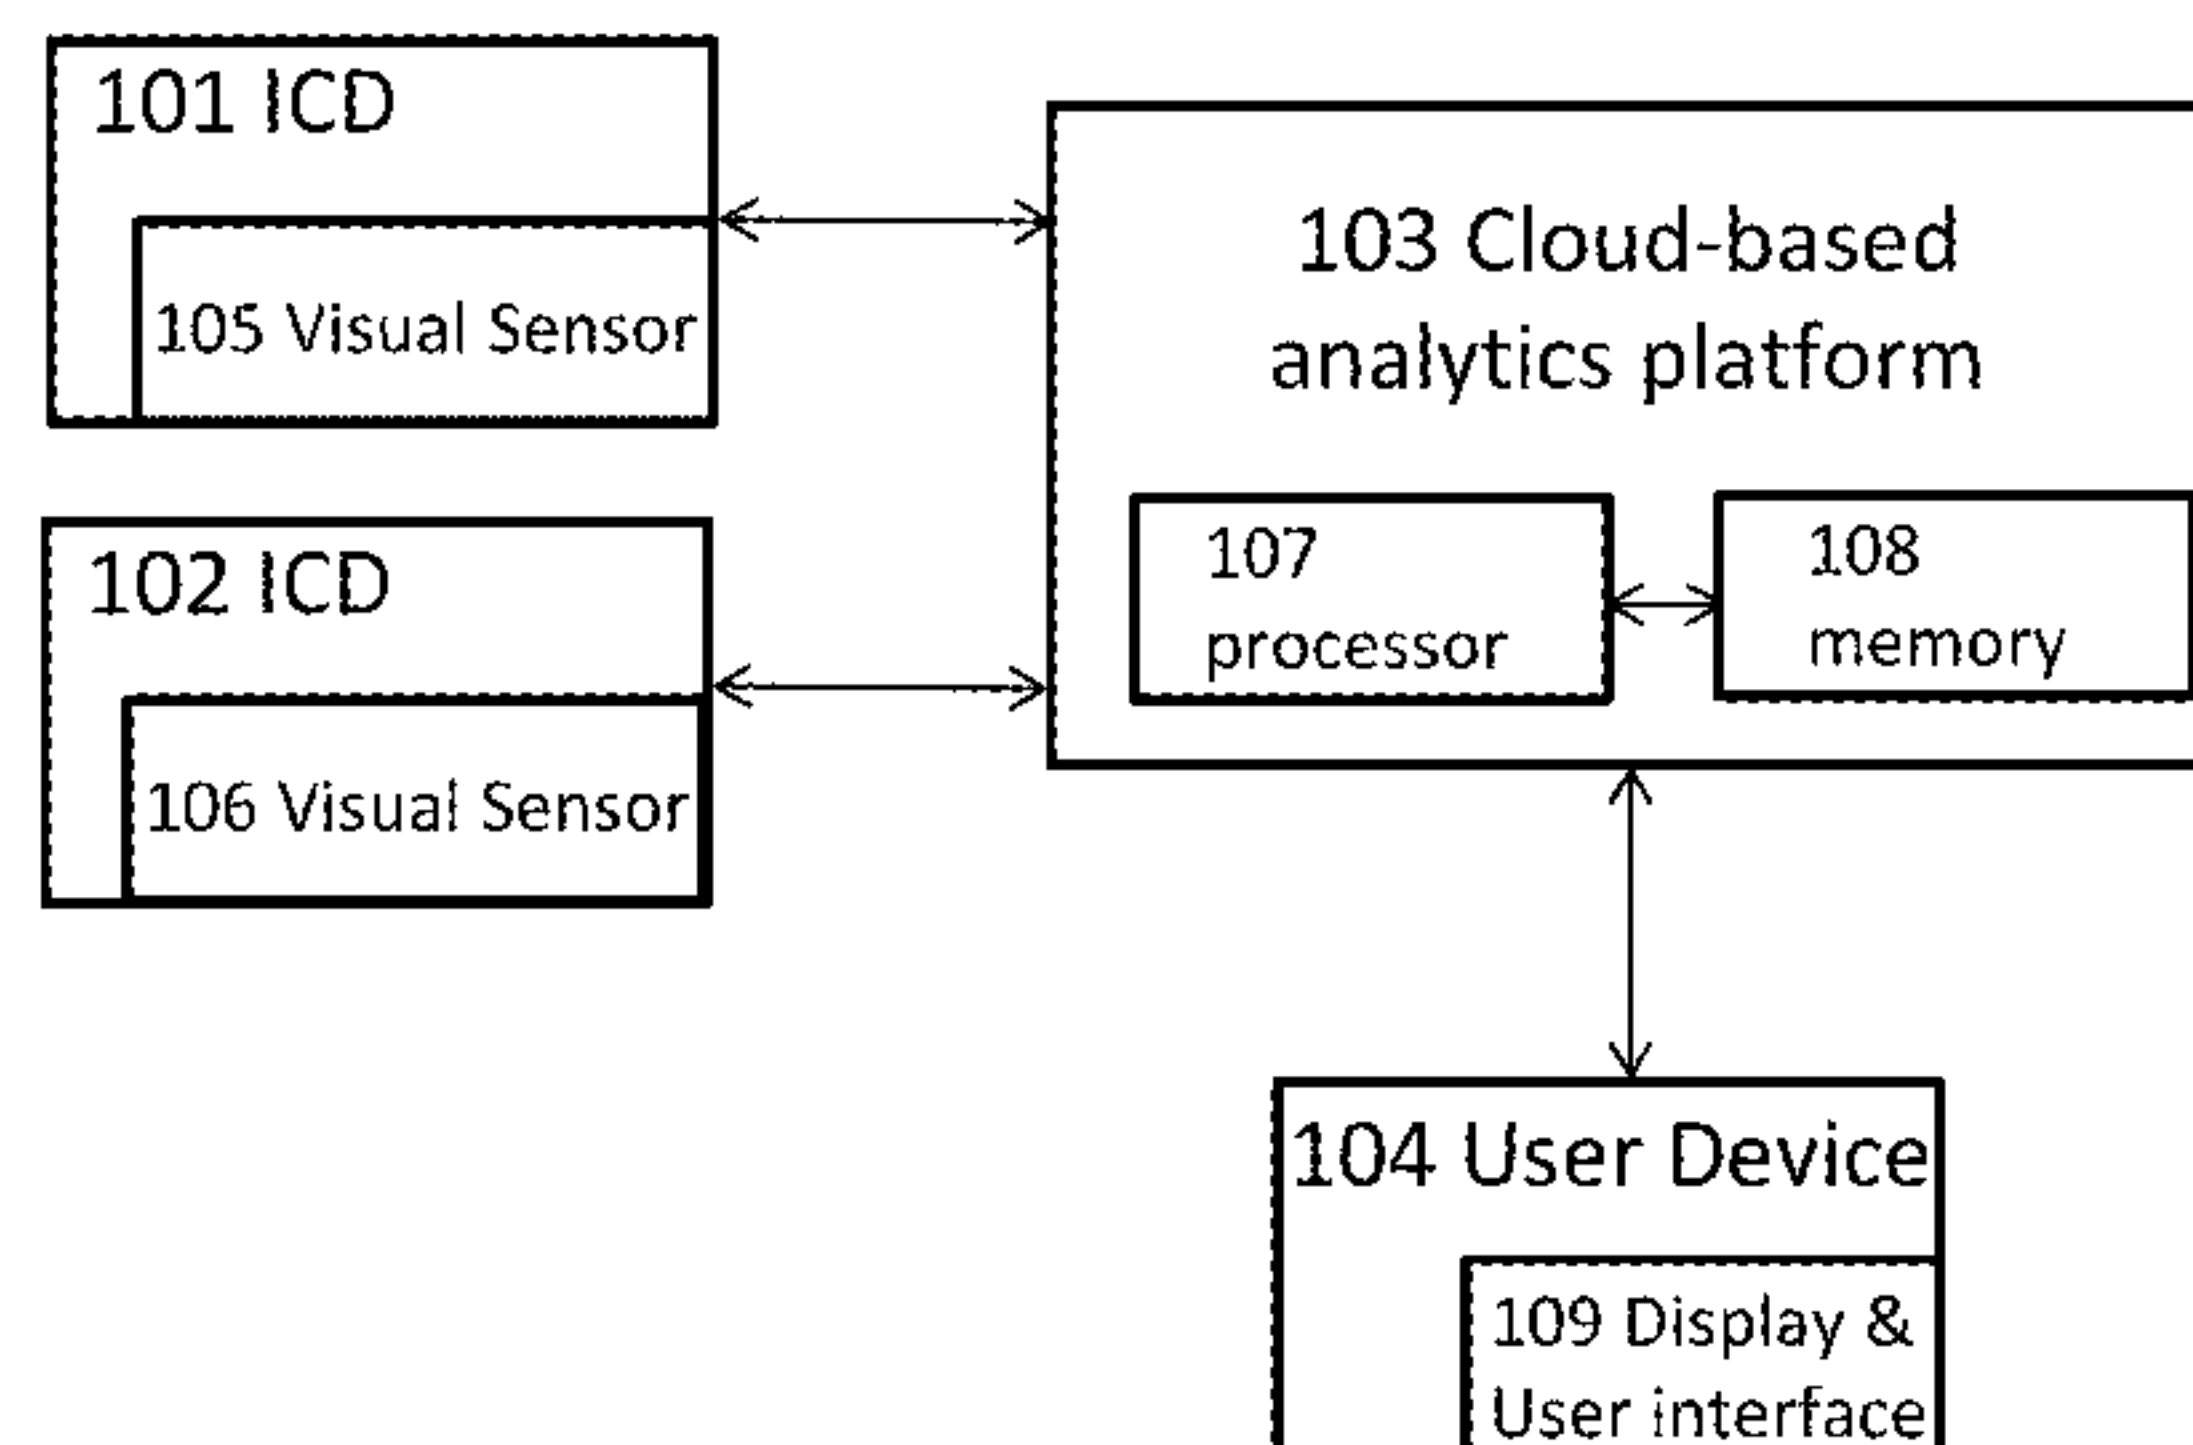 101 ICD
105 Visual Sensor
102 ICD
106 Visual Sensor
103 Cloud-based
analytics platform
107
processor
108
memory
104 User Device
109 Display &
User interface